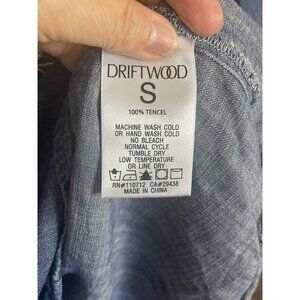 DRIFTWOOD
S
100% TENCEL
MACHINE WASH COLD
OR HAND WASH COLD
NO BLEACH
NORMAL CYCLE
TUMBLE DRY
LOW TEMPERATURE
OR LINE DRY
RN#110712 CA#29438
MADE IN CHINA